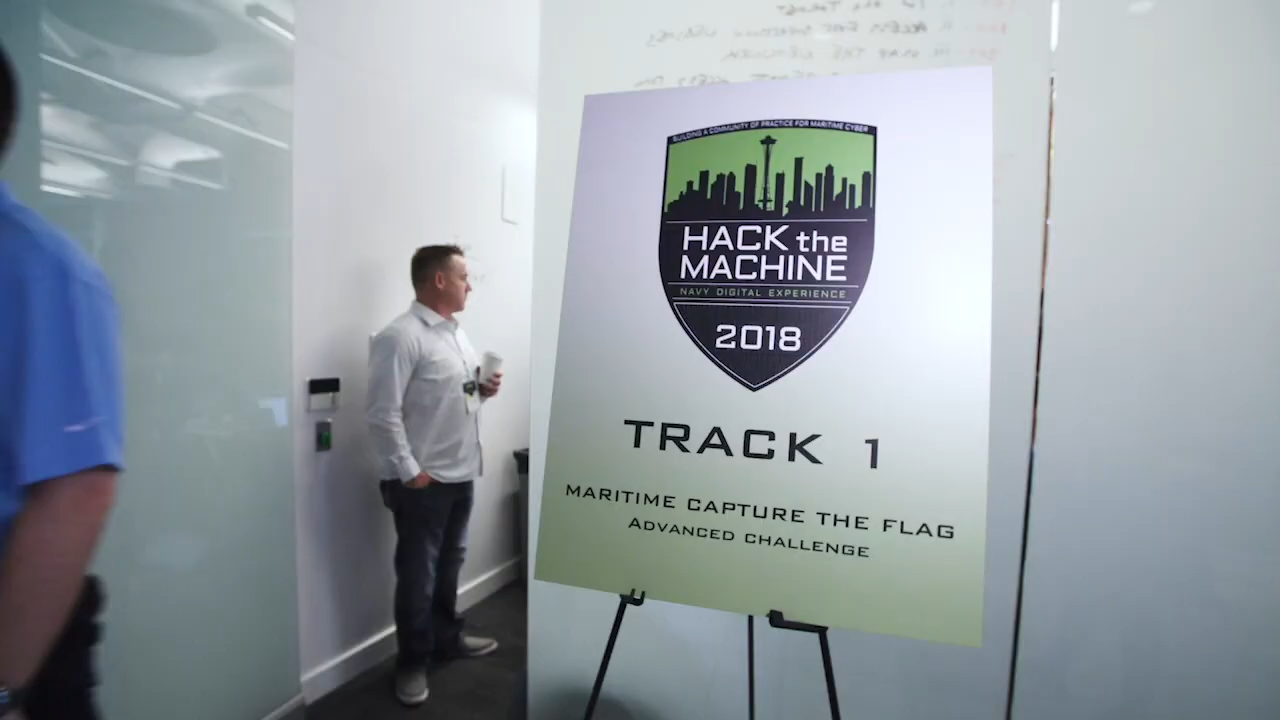 BUILDING A COMMUNITY OF PRACTICE FOR MARITIME CYBER
HACK the
MACHINE
NAVY DIGITAL EXPERIENCE
2018
TRACK 1
MARITIME CAPTURE THE FLAG
ADVANCED CHALLENGE